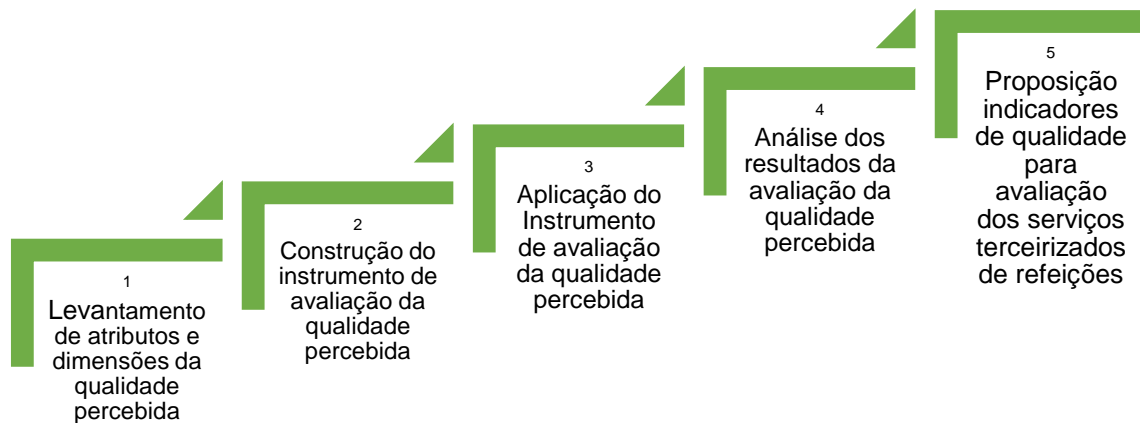 1
Levantamento
de atributos e
dimensões da
qualidade
percebida
2
Construção do
instrumento de
avaliação da
qualidade
percebida
3
Aplicação do
Instrumento
de avaliação
da qualidade
percebida
4
Análise dos
resultados da
avaliação da
qualidade
percebida
5
Proposição
indicadores
de qualidade
para
avaliação
dos serviços
terceirizados
de refeições